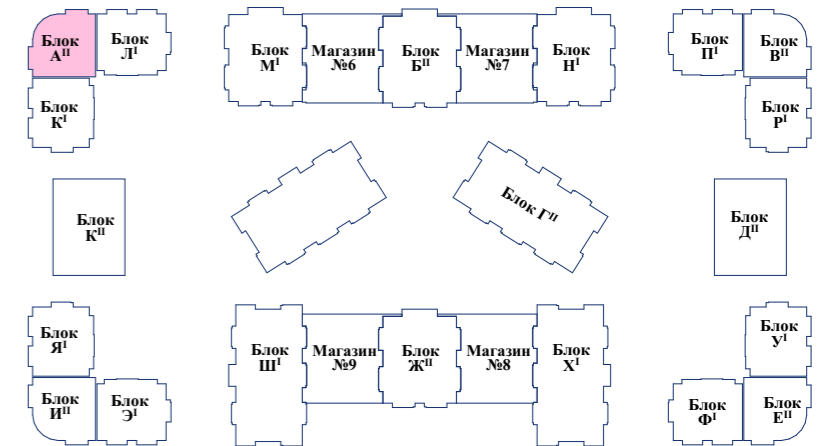 Блок
Aᴵᴵ
Блок
Лᴵ
Блок
Мᴵ
Магазин
№6
Блок
Бᴵᴵ
Магазин
№7
Блок
Нᴵ
Блок
Пᴵ
Блок
Вᴵᴵ
Блок
Кᴵ
Блок
Рᴵ
Блок
Кᴵᴵ
Блок Гᴵᴵ
Блок
Дᴵᴵ
Блок
Яᴵ
Блок
Шᴵ
Магазин
№9
Блок
Жᴵᴵ
Магазин
№8
Блок
Хᴵ
Блок
Уᴵ
Блок
Иᴵᴵ
Блок
Эᴵ
Блок
Фᴵ
Блок
Еᴵᴵ